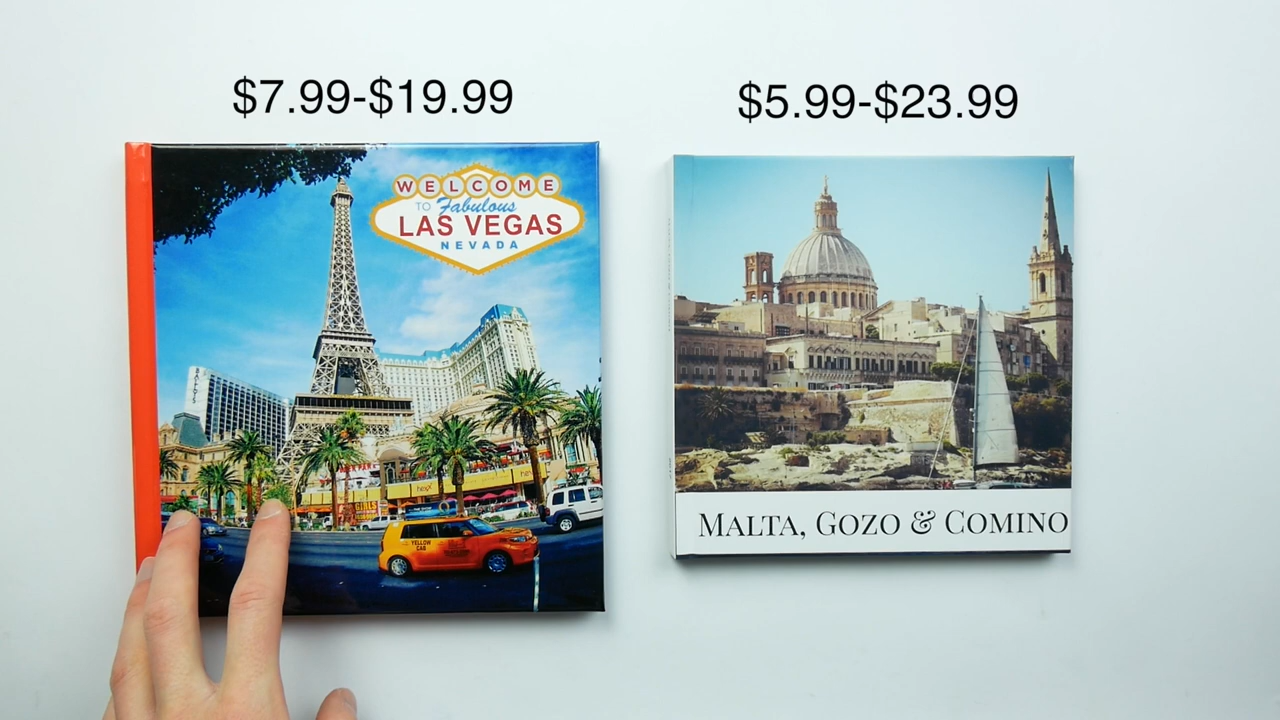 $7.99-$19.99
$5.99-$23.99
WELCOME
TO Fabulous
LAS VEGAS
NEVADA
YELLOW
CAB
MALTA, GOZO & COMINO